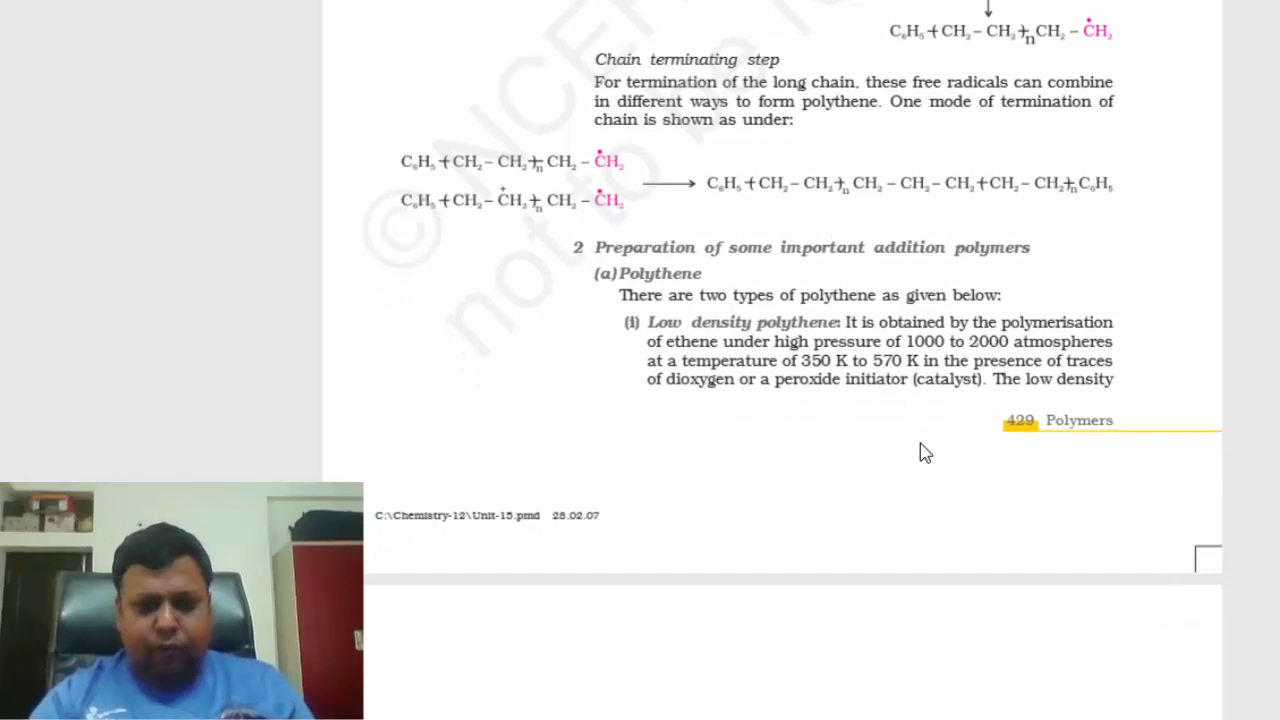 C₆H₅ ⁅CH₂ – CH₂⁆ₙ CH₂ – ĊH₂
Chain terminating step
For termination of the long chain, these free radicals can combine
in different ways to form polythene. One mode of termination of
chain is shown as under:
C₆H₅ ⁅CH₂ – CH₂⁆ₙ CH₂ – ĊH₂
C₆H₅ ⁅CH₂ – C⁺H₂⁆ₙ CH₂ – ĊH₂
⟶ C₆H₅ ⁅CH₂ – CH₂⁆ₙ CH₂ – CH₂ – CH₂ ⁅CH₂ – CH₂⁆ₙ C₆H₅
2 Preparation of some important addition polymers
(a) Polythene
There are two types of polythene as given below:
(i) Low density polythene: It is obtained by the polymerisation
of ethene under high pressure of 1000 to 2000 atmospheres
at a temperature of 350 K to 570 K in the presence of traces
of dioxygen or a peroxide initiator (catalyst). The low density
429 Polymers
C:\Chemistry-12\Unit-15.pmd 28.02.07
© NCER
not to be